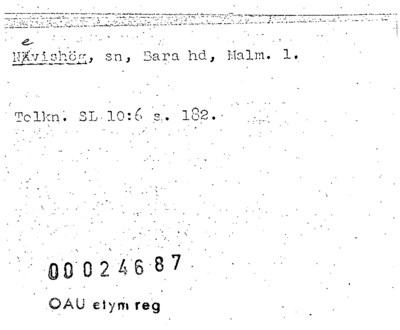 e
Nävishög, sn, Bara hd, Malm. l.
Tolkn. SL 10:6 s. 182.
00024687
OAU etym reg